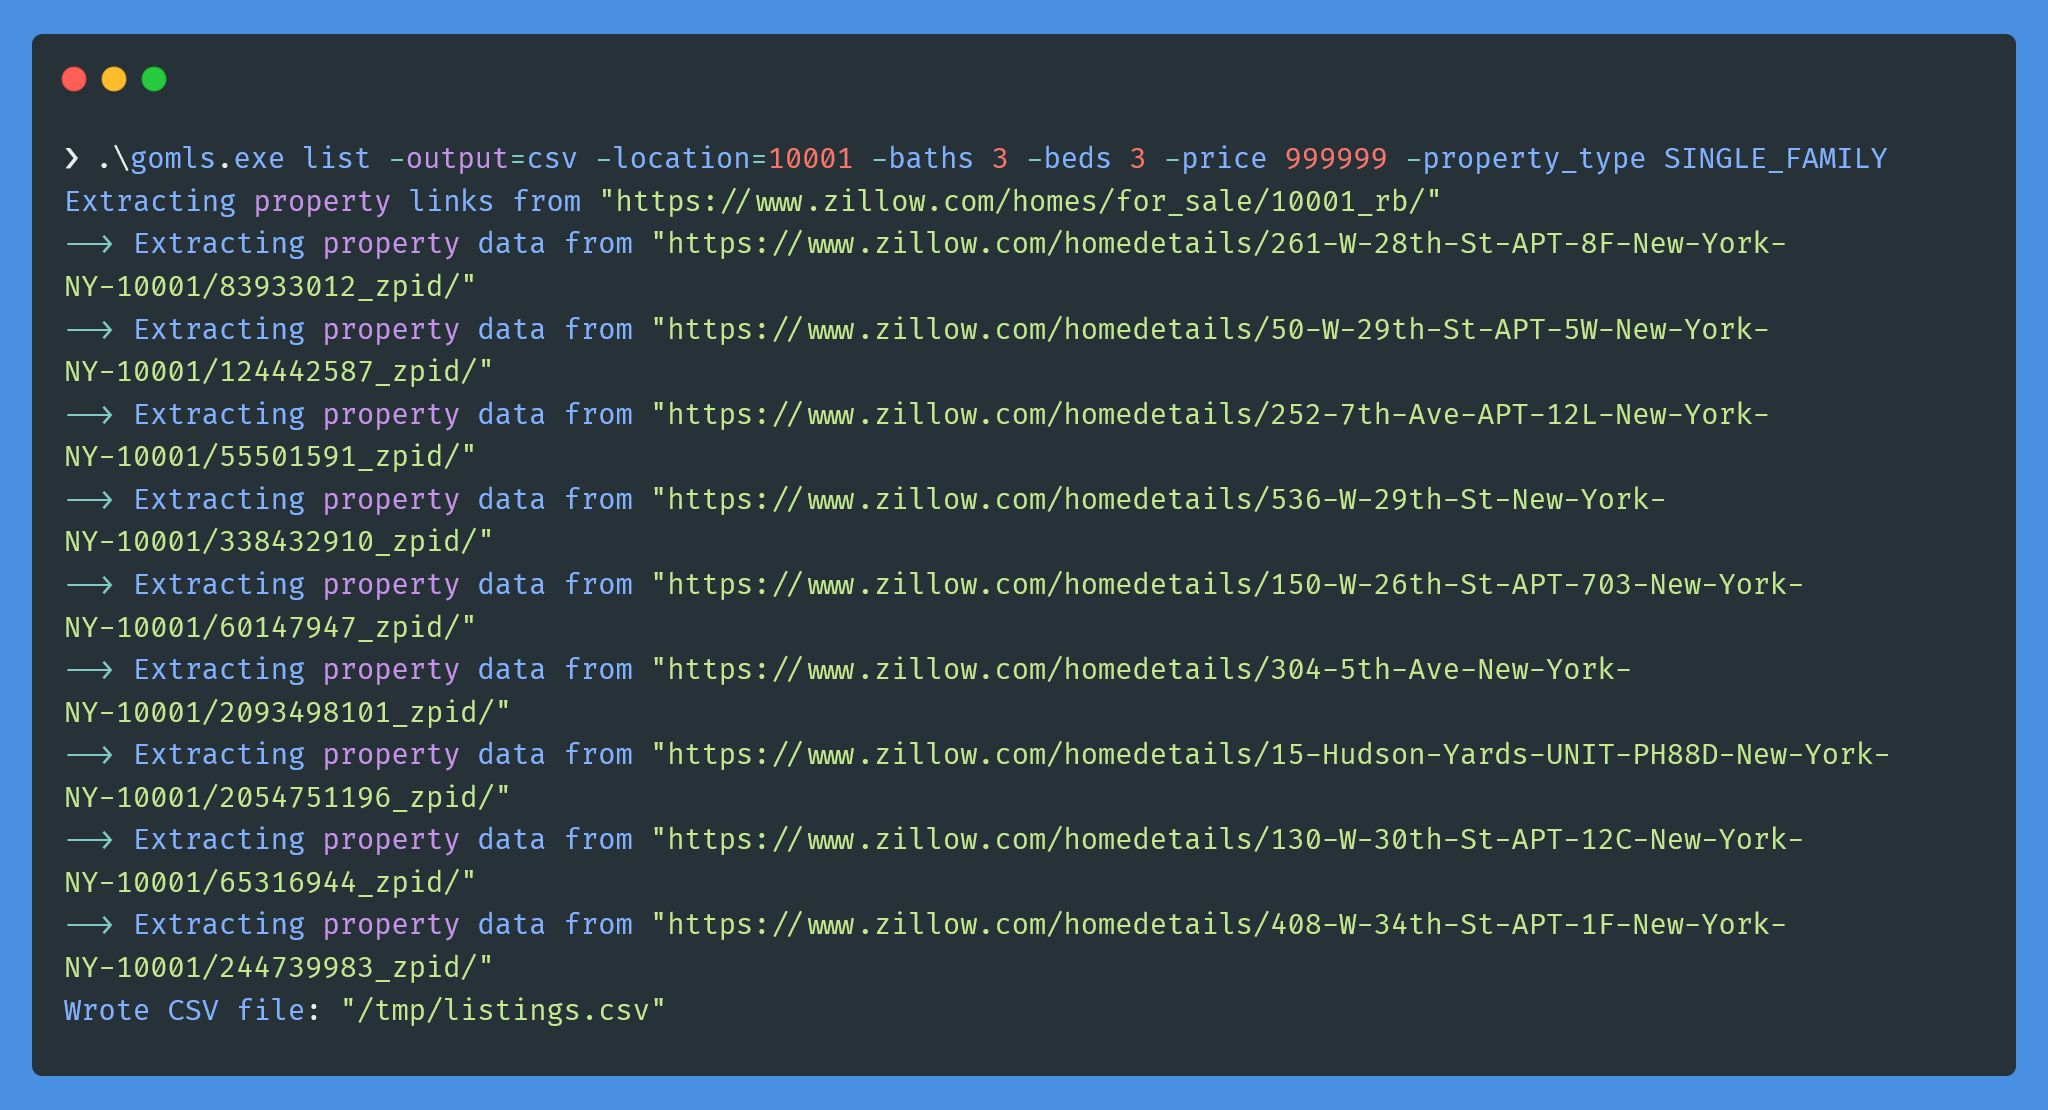 ❯ .\gomls.exe list -output=csv -location=10001 -baths 3 -beds 3 -price 999999 -property_type SINGLE_FAMILY
Extracting property links from "https://www.zillow.com/homes/for_sale/10001_rb/"
--> Extracting property data from "https://www.zillow.com/homedetails/261-W-28th-St-APT-8F-New-York-
NY-10001/83933012_zpid/"
--> Extracting property data from "https://www.zillow.com/homedetails/50-W-29th-St-APT-5W-New-York-
NY-10001/124442587_zpid/"
--> Extracting property data from "https://www.zillow.com/homedetails/252-7th-Ave-APT-12L-New-York-
NY-10001/55501591_zpid/"
--> Extracting property data from "https://www.zillow.com/homedetails/536-W-29th-St-New-York-
NY-10001/338432910_zpid/"
--> Extracting property data from "https://www.zillow.com/homedetails/150-W-26th-St-APT-703-New-York-
NY-10001/60147947_zpid/"
--> Extracting property data from "https://www.zillow.com/homedetails/304-5th-Ave-New-York-
NY-10001/2093498101_zpid/"
--> Extracting property data from "https://www.zillow.com/homedetails/15-Hudson-Yards-UNIT-PH88D-New-York-
NY-10001/2054751196_zpid/"
--> Extracting property data from "https://www.zillow.com/homedetails/130-W-30th-St-APT-12C-New-York-
NY-10001/65316944_zpid/"
--> Extracting property data from "https://www.zillow.com/homedetails/408-W-34th-St-APT-1F-New-York-
NY-10001/244739983_zpid/"
Wrote CSV file: "/tmp/listings.csv"